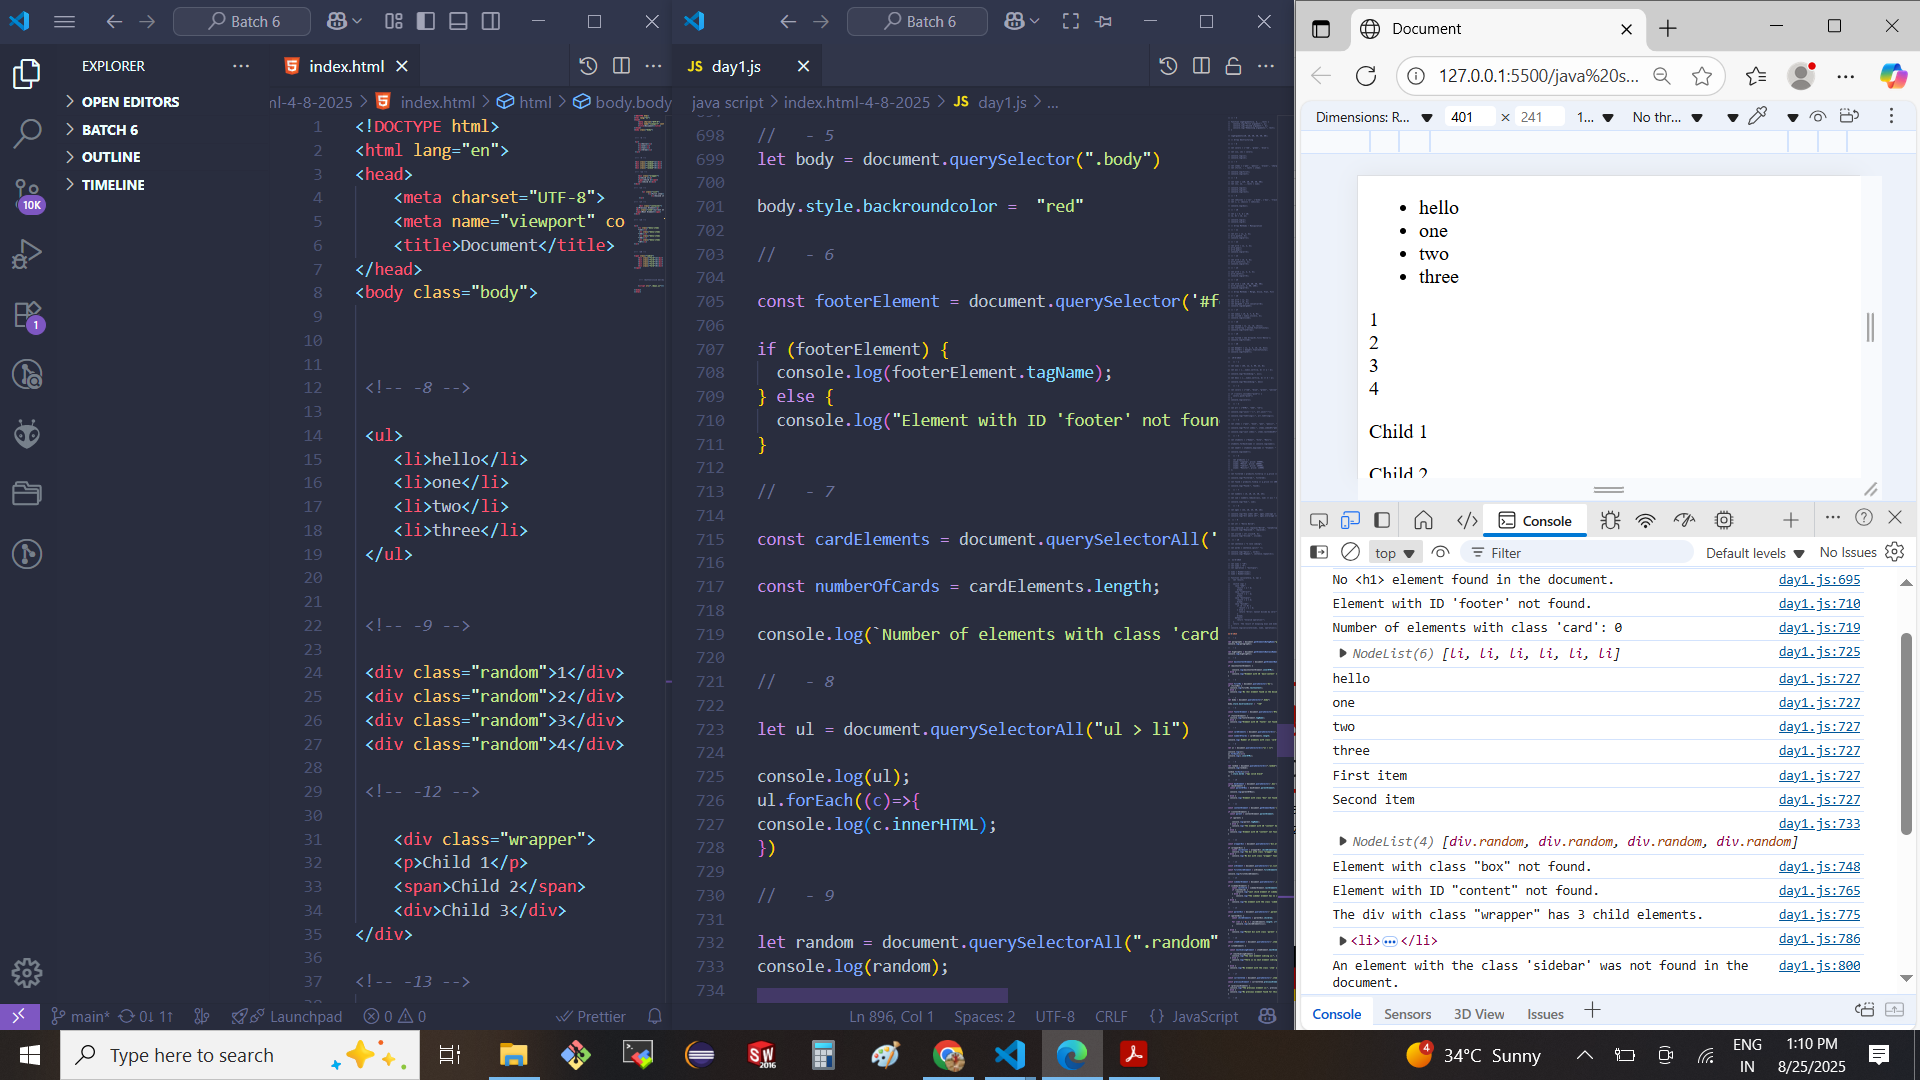 Batch 6
EXPLORER
OPEN EDITORS
BATCH 6
OUTLINE
TIMELINE
10K
1
index.html
ml-4-8-2025 > index.html > html > body.body
1 <!DOCTYPE html>
2 <html lang="en">
3 <head>
4 <meta charset="UTF-8">
5 <meta name="viewport" co
6 <title>Document</title>
7 </head>
8 <body class="body">
9
10
11
12 <!-- -8 -->
13
14 <ul>
15 <li>hello</li>
16 <li>one</li>
17 <li>two</li>
18 <li>three</li>
19 </ul>
20
21
22 <!-- -9 -->
23
24 <div class="random">1</div>
25 <div class="random">2</div>
26 <div class="random">3</div>
27 <div class="random">4</div>
28
29 <!-- -12 -->
30
31 <div class="wrapper">
32 <p>Child 1</p>
33 <span>Child 2</span>
34 <div>Child 3</div>
35 </div>
36
37 <!-- -13 -->
main* 0↓ 1↑ Launchpad 0 0 Prettier
Batch 6
JS day1.js
java script > index.html-4-8-2025 > JS day1.js > ...
698 // - 5
699 let body = document.querySelector(".body")
700
701 body.style.backroundcolor = "red"
702
703 // - 6
704
705 const footerElement = document.querySelector('#f
706
707 if (footerElement) {
708 console.log(footerElement.tagName);
709 } else {
710 console.log("Element with ID 'footer' not foun
711 }
712
713 // - 7
714
715 const cardElements = document.querySelectorAll('
716
717 const numberOfCards = cardElements.length;
718
719 console.log(`Number of elements with class 'card
720
721 // - 8
722
723 let ul = document.querySelectorAll("ul > li")
724
725 console.log(ul);
726 ul.forEach((c)=>{
727 console.log(c.innerHTML);
728 })
729
730 // - 9
731
732 let random = document.querySelectorAll(".random"
733 console.log(random);
734
Ln 896, Col 1 Spaces: 2 UTF-8 CRLF {} JavaScript
Document
127.0.0.1:5500/java%20s...
Dimensions: R... 401 × 241 1... No thr...
• hello
• one
• two
• three
1
2
3
4
Child 1
Child 2
Console
top Filter Default levels No Issues
No <h1> element found in the document. day1.js:695
Element with ID 'footer' not found. day1.js:710
Number of elements with class 'card': 0 day1.js:719
NodeList(6) [li, li, li, li, li, li] day1.js:725
hello day1.js:727
one day1.js:727
two day1.js:727
three day1.js:727
First item day1.js:727
Second item day1.js:727
day1.js:733
NodeList(4) [div.random, div.random, div.random, div.random]
Element with class "box" not found. day1.js:748
Element with ID "content" not found. day1.js:765
The div with class "wrapper" has 3 child elements. day1.js:775
<li>…</li> day1.js:786
An element with the class 'sidebar' was not found in the day1.js:800
document.
Console Sensors 3D View Issues
Type here to search
SW 2016
4 34°C Sunny
ENG
IN
1:10 PM
8/25/2025